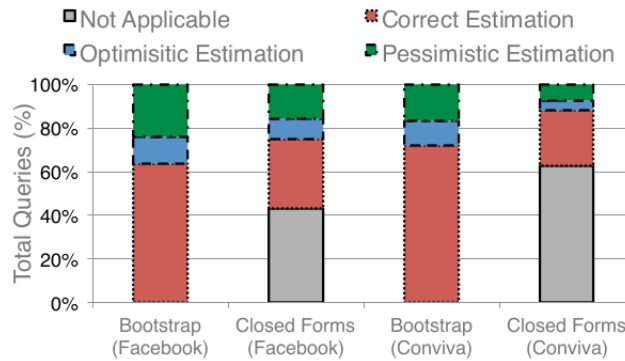 Not Applicable
Correct Estimation
Optimisitic Estimation
Pessimistic Estimation
Total Queries (%)
100%
80%
60%
40%
20%
0%
Bootstrap
(Facebook)
Closed Forms
(Facebook)
Bootstrap
(Conviva)
Closed Forms
(Conviva)